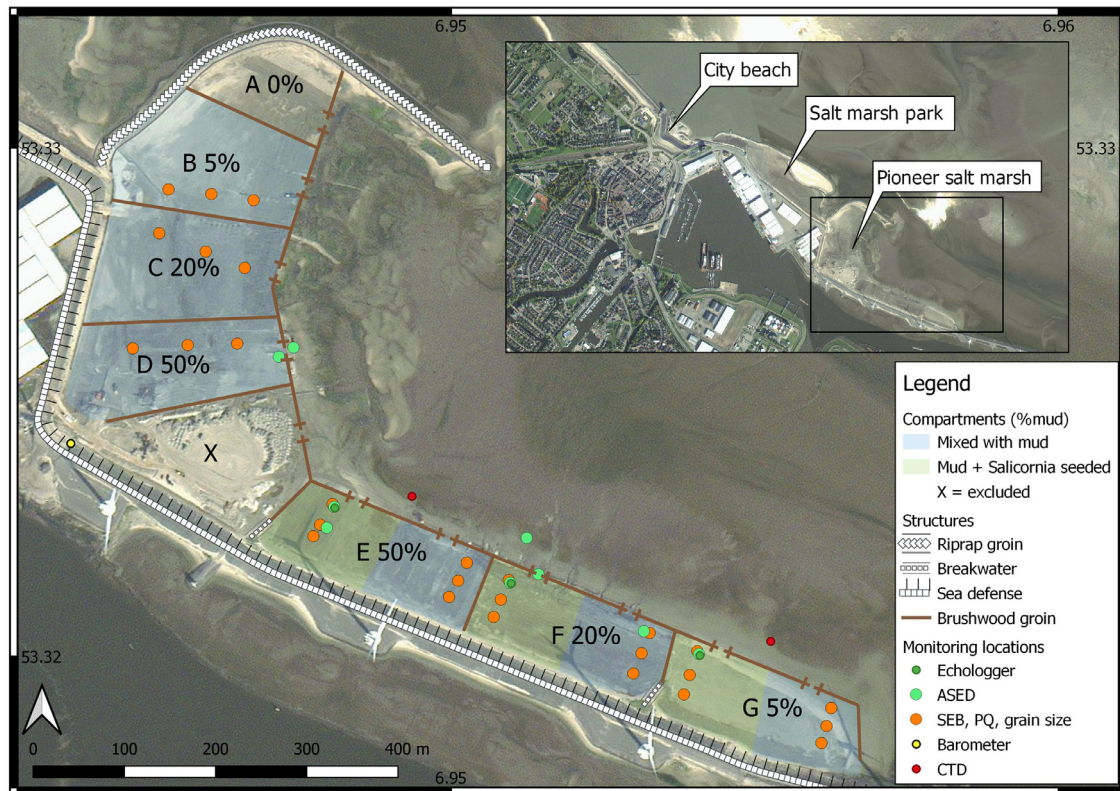 6.95
6.96
53.33
53.33
City beach
Salt marsh park
Pioneer salt marsh
A 0%
B 5%
C 20%
D 50%
X
E 50%
F 20%
G 5%
53.32
0 100 200 300 400 m
6.95
Legend
Compartments (%mud)
Mixed with mud
Mud + Salicornia seeded
X = excluded
Structures
Riprap groin
Breakwater
Sea defense
Brushwood groin
Monitoring locations
Echologger
ASED
SEB, PQ, grain size
Barometer
CTD